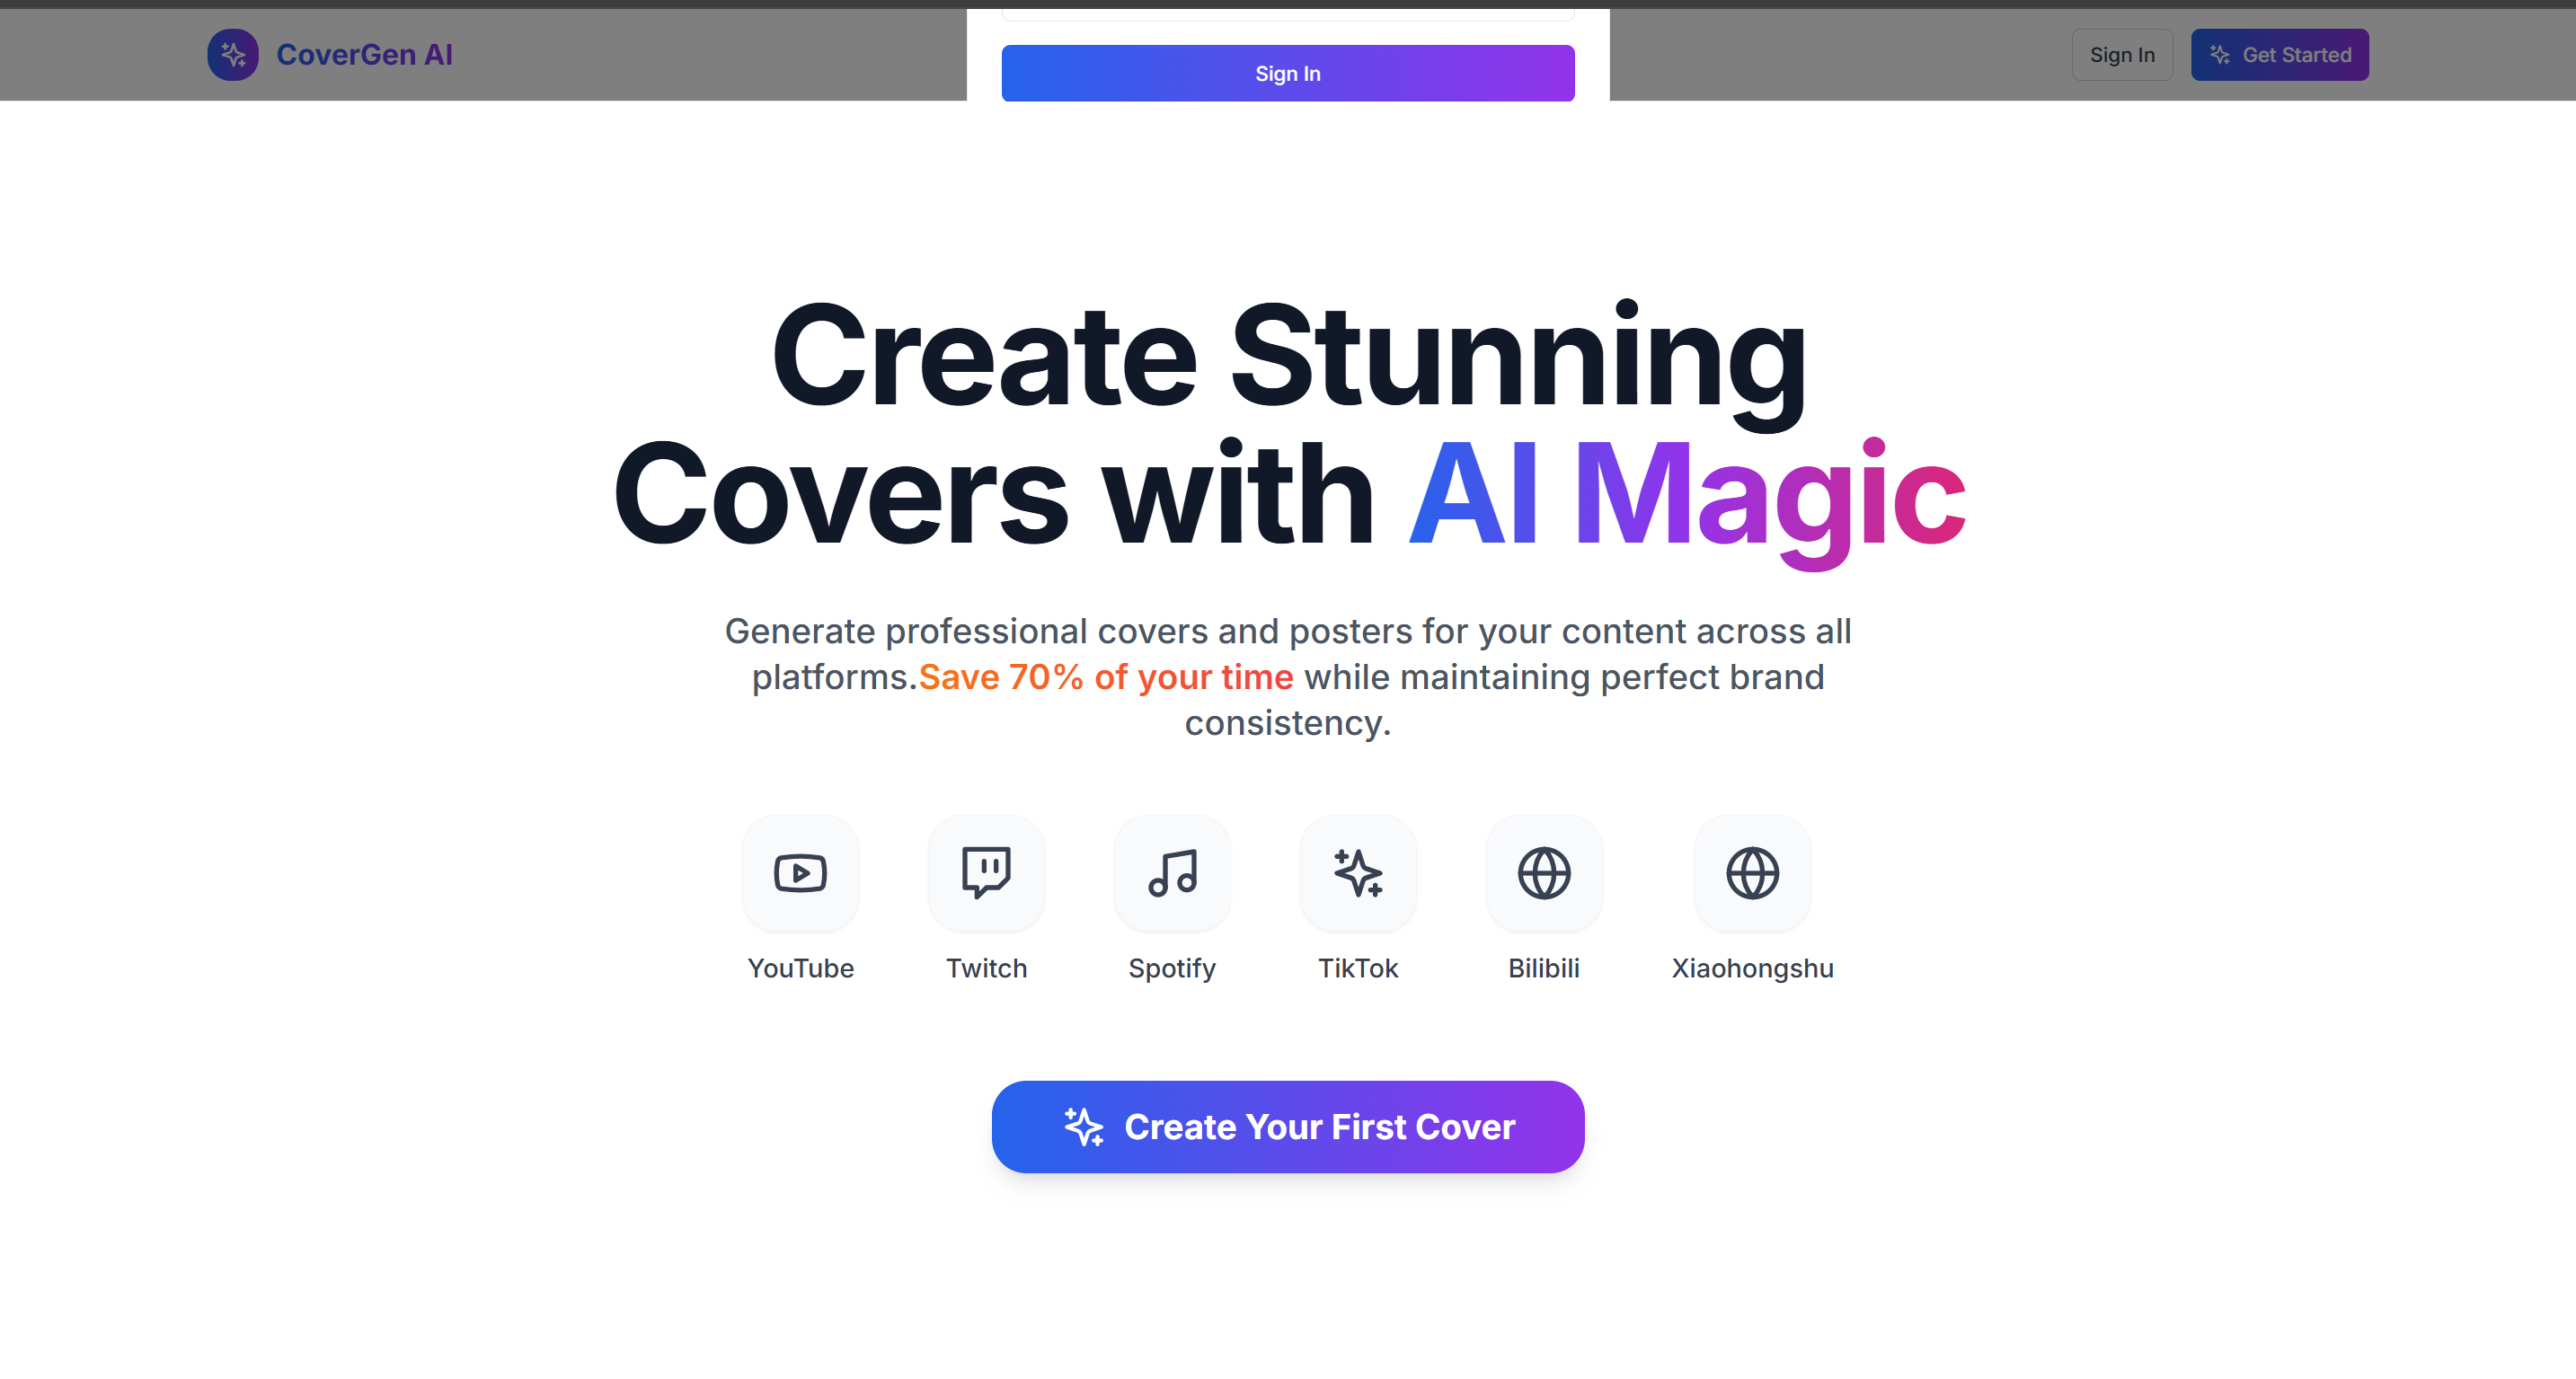 CoverGen AI
Sign In
Sign In
Get Started
Create Stunning
Covers with AI Magic
Generate professional covers and posters for your content across all
platforms.Save 70% of your time while maintaining perfect brand
consistency.
YouTube
Twitch
Spotify
TikTok
Bilibili
Xiaohongshu
Create Your First Cover